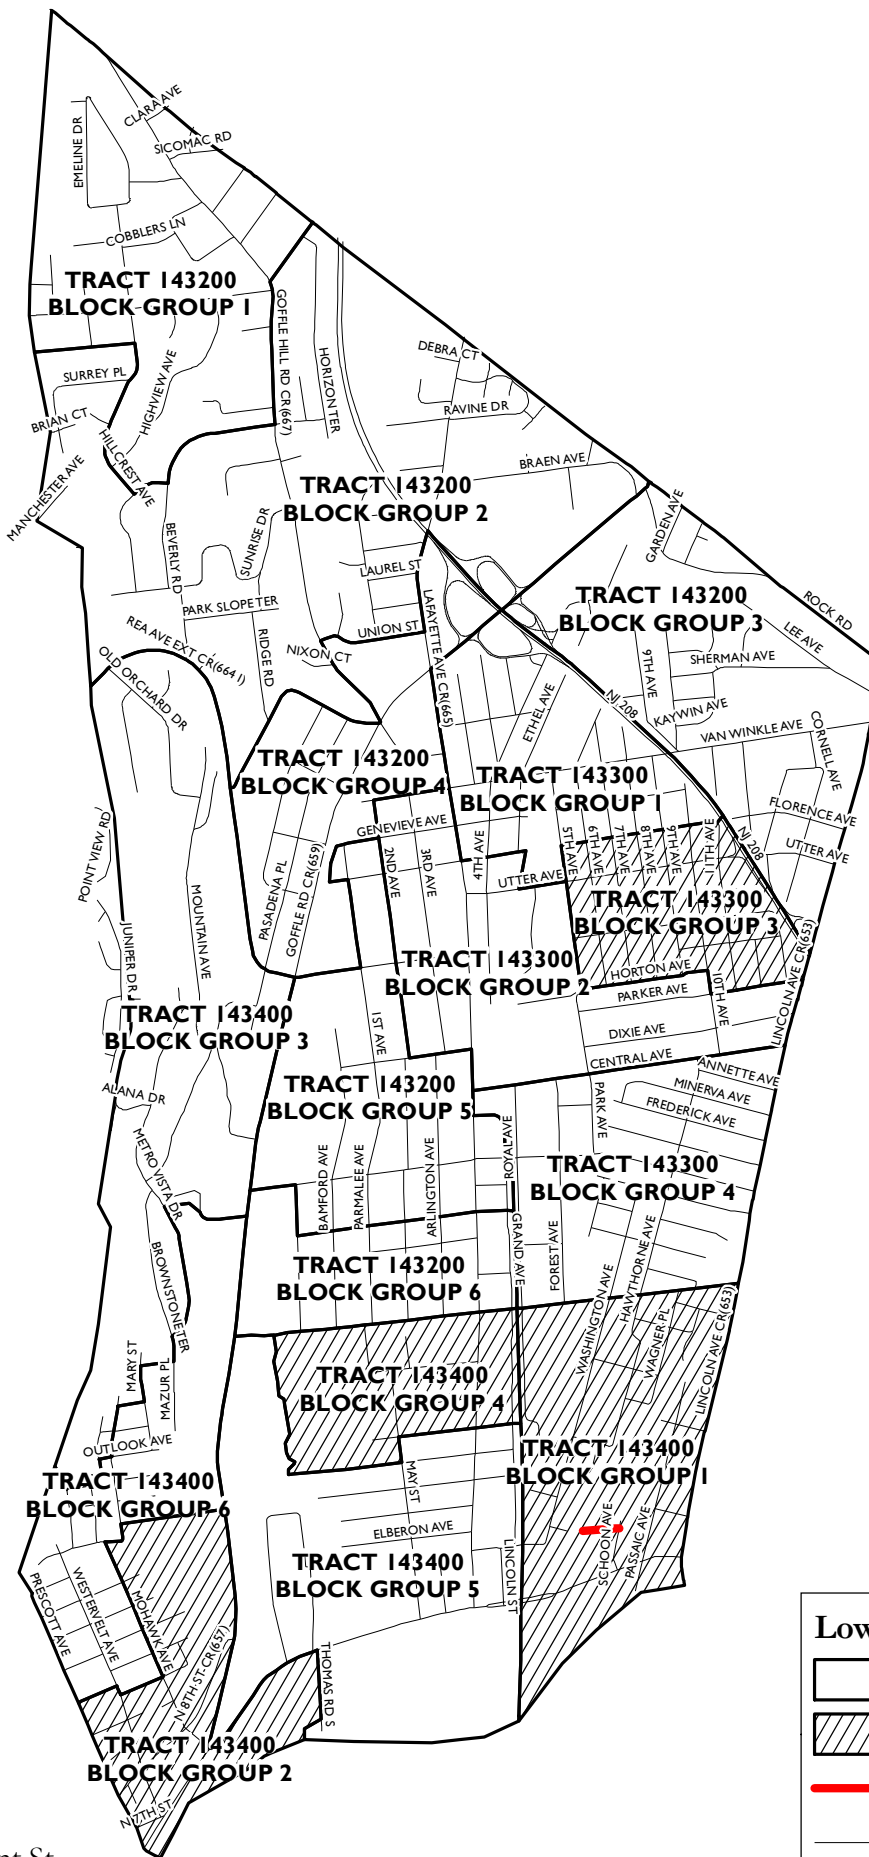 CLARA AVE
SICOMAC RD
EMELINE DR
COBBLERS LN
TRACT 143200
BLOCK GROUP 1
GOFFLE HILL RD CR(667)
HORIZON TER
DEBRA CT
SURREY PL
HIGHVIEW AVE
RAVINE DR
BRIAN CT
HILLCREST AVE
MANCHESTER AVE
BRAEN AVE
TRACT 143200
BLOCK GROUP 2
GARDEN AVE
BEVERLY RD
SUNRISE DR
LAUREL ST
LAFAYETTE AVE CR(665)
TRACT 143200
BLOCK GROUP 3
ROCK RD
PARK SLOPE TER
UNION ST
LEE AVE
REA AVE EXT CR(664 I)
RIDGE RD
NIXON CT
9TH AVE
SHERMAN AVE
OLD ORCHARD DR
ETHEL AVE
NJ 208
KAYWIN AVE
VAN WINKLE AVE
CORNELL AVE
TRACT 143200
BLOCK GROUP 4
TRACT 143300
BLOCK GROUP 1
FLORENCE AVE
POINT VIEW RD
GENEVIEVE AVE
2ND AVE
3RD AVE
4TH AVE
5TH AVE
6TH AVE
7TH AVE
8TH AVE
9TH AVE
11TH AVE
NJ 208
UTTER AVE
UTTER AVE
PASADENA PL
GOFFLE RD CR(659)
MOUNTAIN AVE
TRACT 143300
BLOCK GROUP 3
JUNIPER DR
TRACT 143300
BLOCK GROUP 2
HORTON AVE
PARKER AVE
10TH AVE
LINCOLN AVE CR(653)
TRACT 143400
BLOCK GROUP 3
1ST AVE
DIXIE AVE
CENTRAL AVE
ANNETTE AVE
TRACT 143200
BLOCK GROUP 5
MINERVA AVE
FREDERICK AVE
PARK AVE
ALANA DR
METRO VISTA DR
ROYAL AVE
TRACT 143300
BLOCK GROUP 4
BAMFORD AVE
PARMALEE AVE
ARLINGTON AVE
GRAND AVE
FOREST AVE
HAWTHORNE AVE
WASHINGTON AVE
BROWNSTONE TER
TRACT 143200
BLOCK GROUP 6
WAGNER PL
LINCOLN AVE CR(653)
MARY ST
MAZUR PL
TRACT 143400
BLOCK GROUP 4
OUTLOOK AVE
TRACT 143400
BLOCK GROUP 1
TRACT 143400
BLOCK GROUP 6
MAY ST
ELBERON AVE
LINCOLN ST
SCHOON AVE
PASSAIC AVE
TRACT 143400
BLOCK GROUP 5
PRESCOTT AVE
WESTERVELT AVE
MOHAWK AVE
N 8TH ST-CR(657)
THOMAS RD S
TRACT 143400
BLOCK GROUP 2
N 7TH ST
Low
nt St